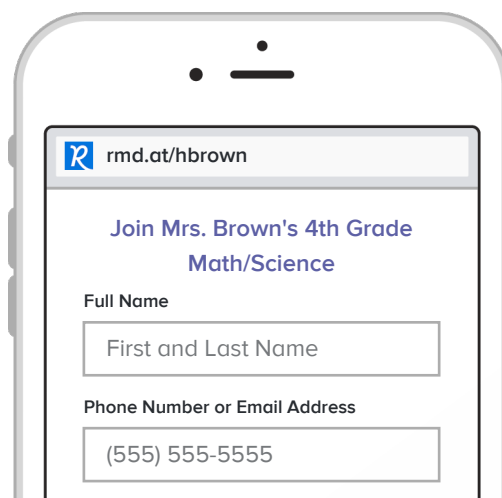 rmd.at/hbrown
Join Mrs. Brown's 4th Grade
Math/Science
Full Name
First and Last Name
Phone Number or Email Address
(555) 555-5555